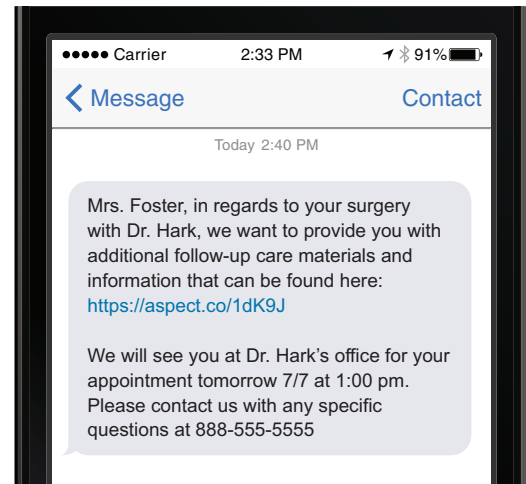 Carrier 2:33 PM 91%
Message Contact
Today 2:40 PM
Mrs. Foster, in regards to your surgery
with Dr. Hark, we want to provide you with
additional follow-up care materials and
information that can be found here:
https://aspect.co/1dK9J
We will see you at Dr. Hark’s office for your
appointment tomorrow 7/7 at 1:00 pm.
Please contact us with any specific
questions at 888-555-5555